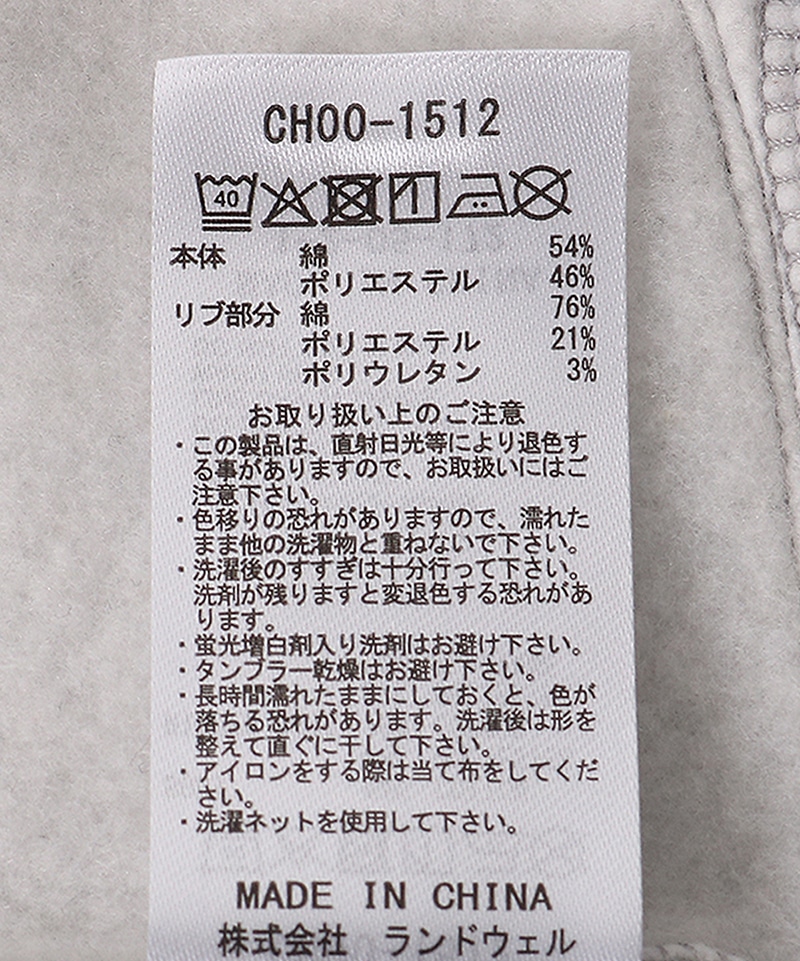 CHOO-1512
40
本体 綿 54%
ポリエステル 46%
リブ部分 綿 76%
ポリエステル 21%
ポリウレタン 3%
お取り扱い上のご注意
・この製品は、直射日光等により退色す
る事がありますので、お取扱いにはご
注意下さい。
・色移りの恐れがありますので、濡れた
まま他の洗濯物と重ねないで下さい。
・洗濯後のすすぎは十分行って下さい。
洗剤が残りますと変退色する恐れがあ
ります。
・蛍光増白剤入り洗剤はお避け下さい。
・タンブラー乾燥はお避け下さい。
・長時間濡れたままにしておくと、色が
落ちる恐れがあります。洗濯後は形を
整えて直ぐに干して下さい。
・アイロンをする際は当て布をしてくだ
さい。
・洗濯ネットを使用して下さい。
MADE IN CHINA
株式会社 ランドウェル